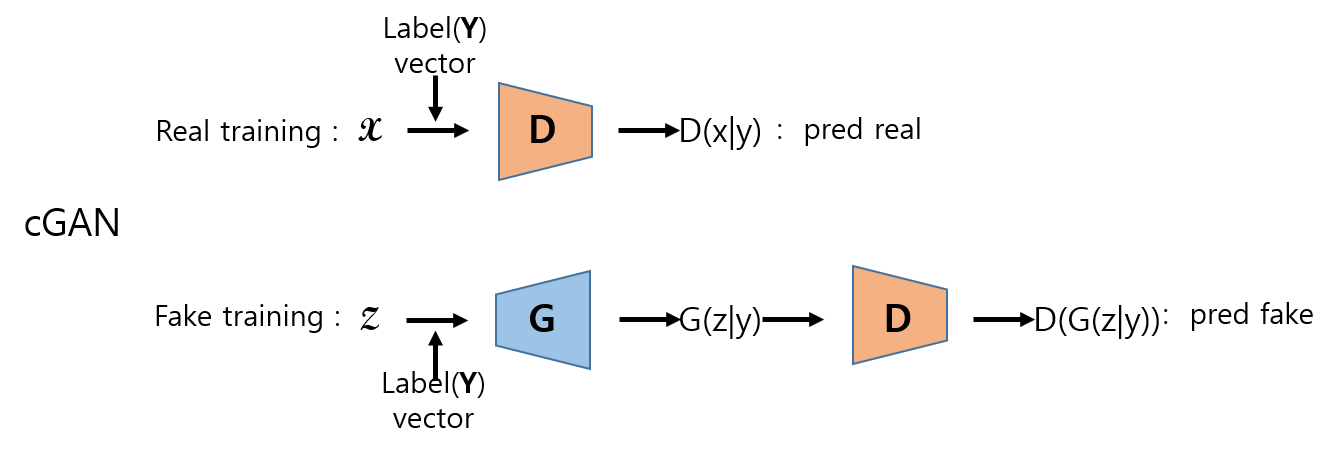 Label(Y)
vector
Real training : x D D(x|y) : pred real
cGAN
Fake training : z G G(z|y) D D(G(z|y)): pred fake
Label(Y)
vector